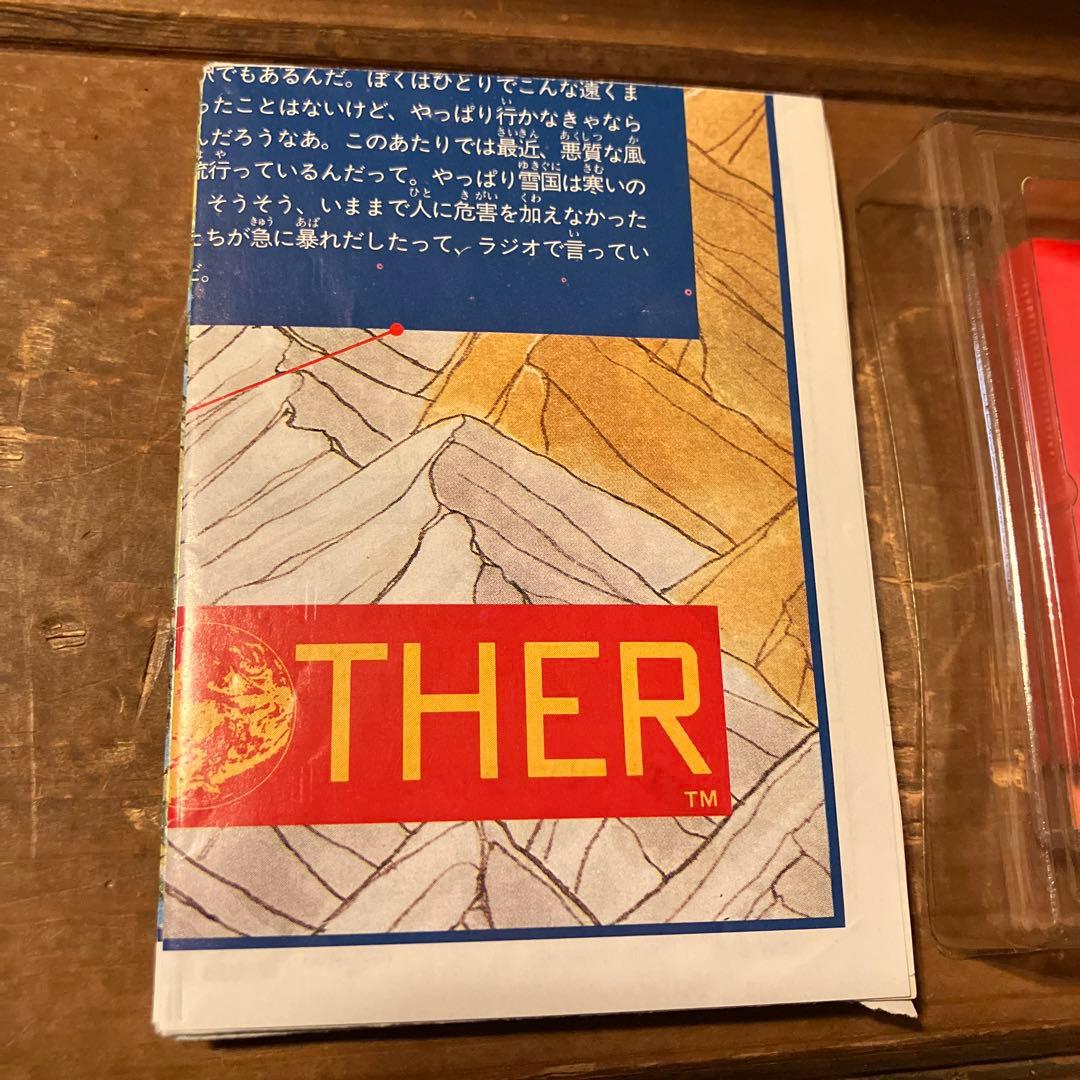 でもあるんだ。ぼくはひとりでこんな遠くま
ったことはないけど、やっぱり行かなきゃなら
んだろうなあ。このあたりでは最近、悪質な風
行っているんだって。やっぱり雪国は寒いの
そうそう、いままで人に危害を加えなかった
たちが急に暴れだしたって、ラジオで言ってい
だ。
OTHER
TM